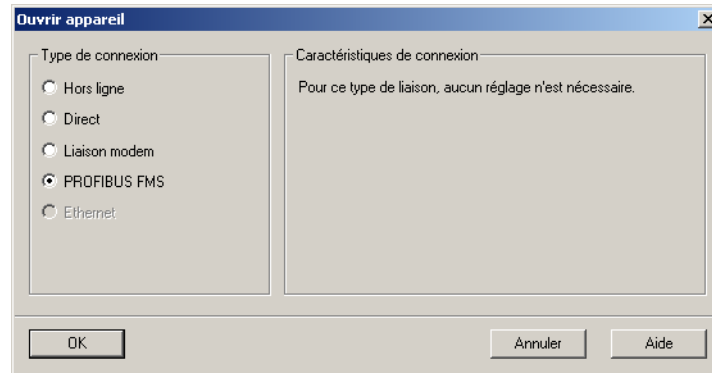 Ouvrir appareil
Type de connexion
Hors ligne
Direct
Liaison modem
PROFIBUS FMS
Ethernet
Caractéristiques de connexion
Pour ce type de liaison, aucun réglage n'est nécessaire.
OK
Annuler
Aide